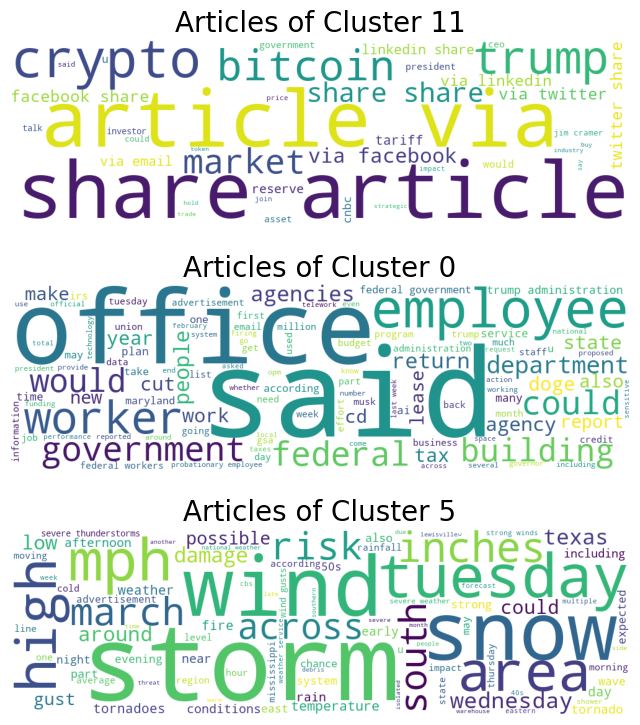 Articles of Cluster 11
crypto
bitcoin
trump
government
linkedin share
ceo
said
u
president
via linkedin
facebook share
share share
via twitter
price
twitter share
article via
talk
investor
could
token
tariff
jim cramer
buy
industry
say
via email
market
via facebook
impact
would
share article
reserve
join
hold
trade
asset
cnbc
strategic
Articles of Cluster 0
office
said
employee
make
irs
tuesday
advertisement
agencies
federal government
trump administration
use
official
telework
even
february
first
one
system
firing
email
million
used
program
trump
service
national
technology
union
year
people
go
got
budget
administration
two
much
request
state
total
may
plan
data
staff
u
proposed
president
provide
take
end
asked
ope
know
return
department
would
cut
list
whether
according
part
action
working
funding
number
musk
doge
also
time
new
maryland
need
effort
ai
back
last week
lease
many
could
sensitive
information
worker
work
week
cd
month
agency
report
job
performance
reported
around
going
gsa
local
business
space
credit
government
taxes
day
federal
come
tax
building
federal workers
probationary employee
across
several
governor
including
Articles of Cluster 5
severe thunderstorms
another
possible
risk
also
due
lewisville
strong winds
low
afternoon
mph
national weather
according
50s
rainfall
inches
texas
moving
damage
wind
including
high
week
cold
weather
cbs
late
wind gusts
southern
severe
severe weather
forecast
multiple
tuesday
march
advertisement
across
month
strong
could
expected
line
around
fire
early
may
snow
level
u
storm
mississippi
weather service
chance
isolated
south
one
night
evening
near
thursday
morning
part
system
area
side
average
threat
region
hour
state
impact
wave
gust
rain
40s
wednesday
day
shower
tornadoes
conditions
east
temperature
warehouse
eastern
tornado